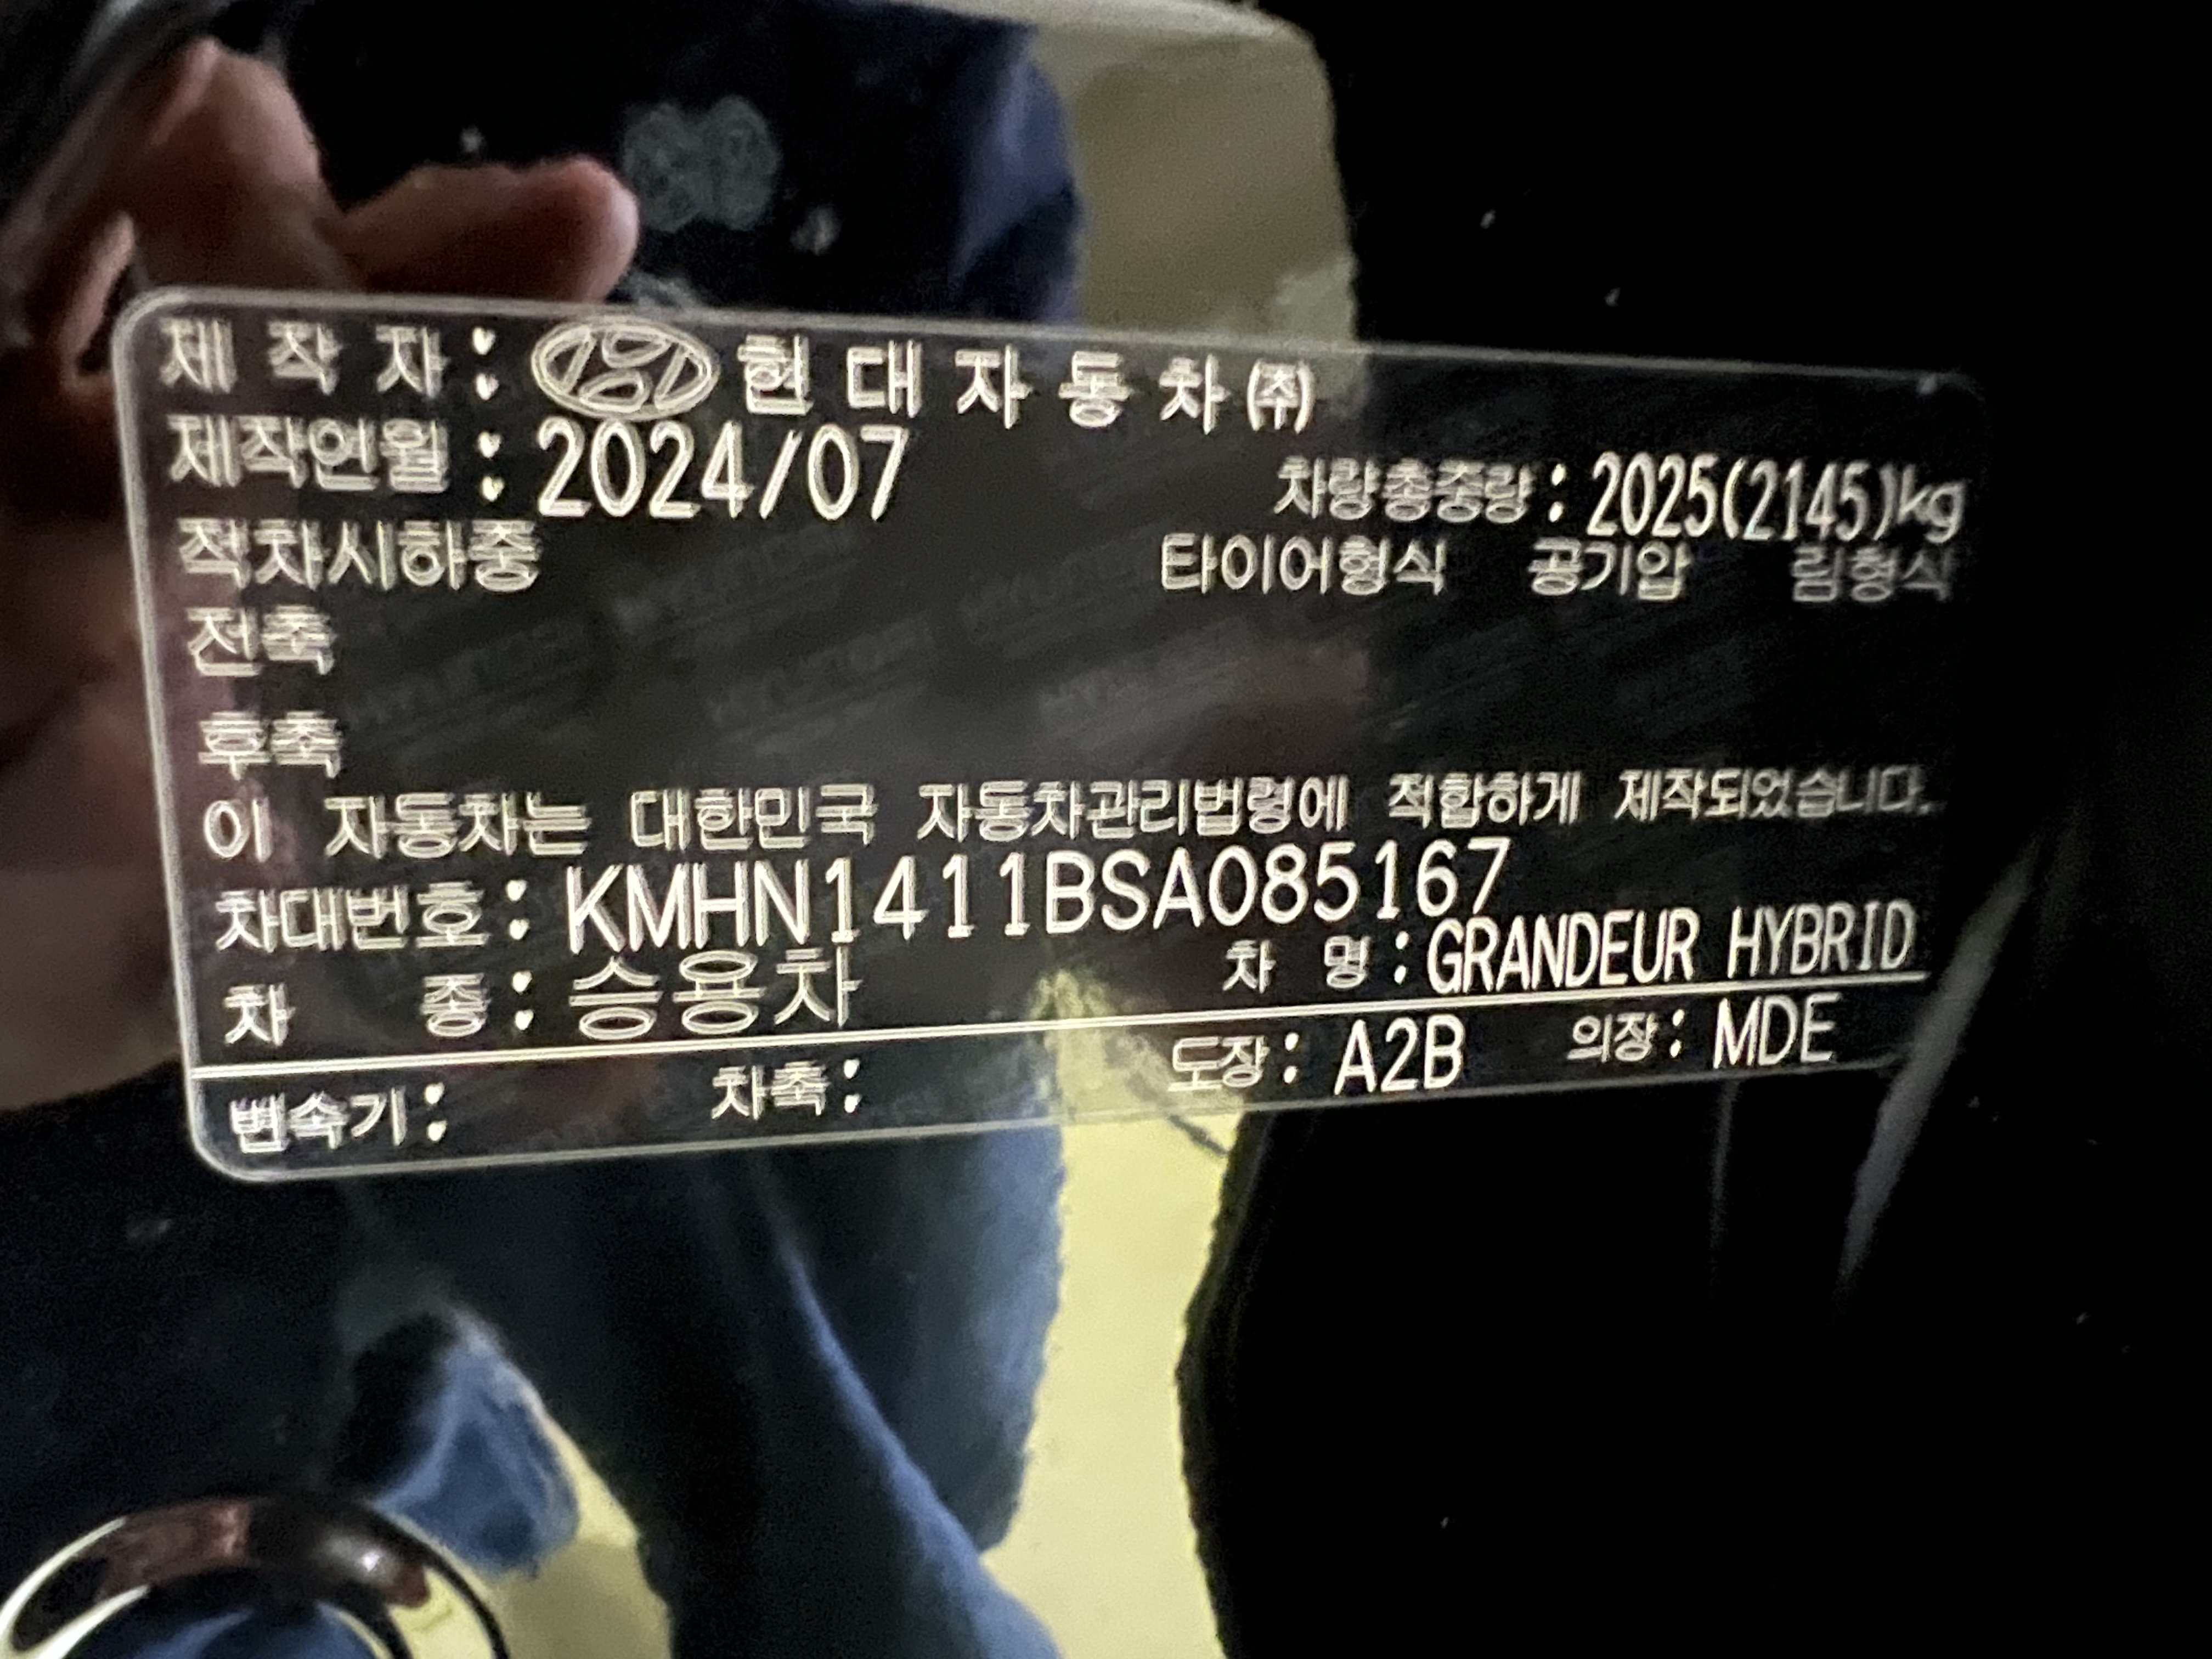 제 작 자 : 현 대 자 동 차 ㈜
제작연월 : 2024/07
차량총중량 : 2025(2145)kg
적차시하중 타이어형식 공기압 림형식
전축
후축
이 자동차는 대한민국 자동차관리법령에 적합하게 제작되었습니다.
차대번호 : KMHN1411BSA085167
차 종 : 승용차 차 명 : GRANDEUR HYBRID
변속기 : 차축 : 도장 : A2B 의장 : MDE